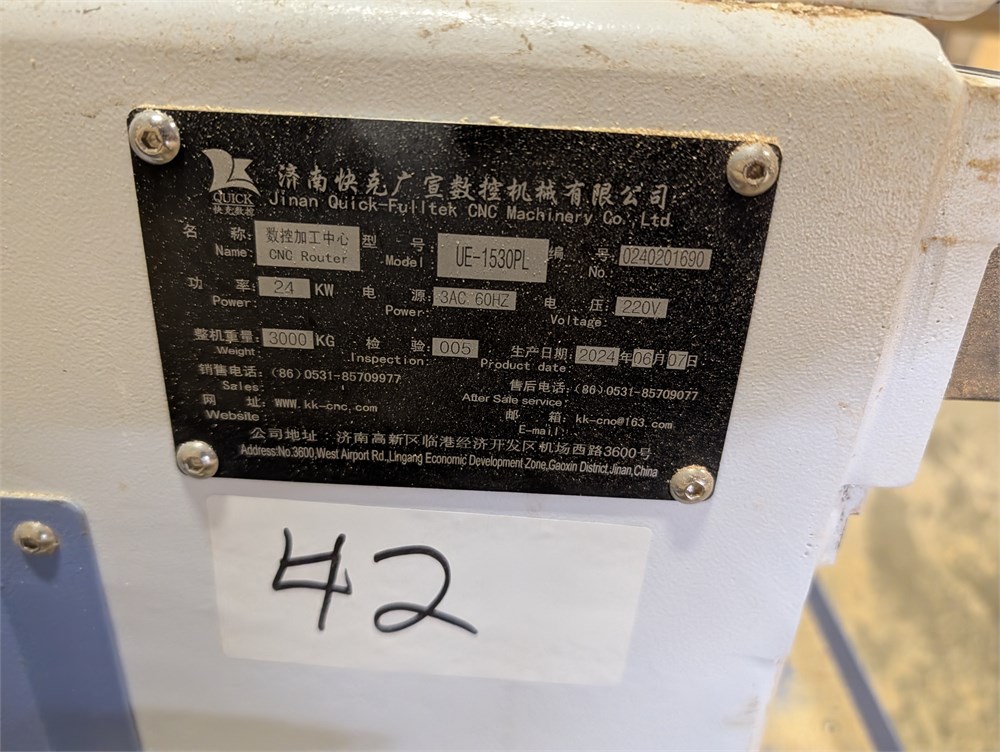 QUICK
快克数控
济南快克广宣数控机械有限公司
Jinan Quick-Fulltek CNC Machinery Co., Ltd.
名 称: 数控加工中心 型 号: UE-1530PL 编 号: 0240201690
Name: CNC Router Model No.
功 率: 24 KW 电 源: 3AC 60HZ 电 压: 220V
Power: Power: Voltage:
整机重量: 3000 KG 检 验: 005 生产日期: 2024年06月07日
Weight: Inspection: Product date:
销售电话: (86)0531-85709977 售后电话: (86)0531-85709077
Sales: After Sale service:
网 址: www.kk-cnc.com 邮 箱: kk-cnc@163.com
Website: E-mail:
公司地址：济南高新区临港经济开发区机场西路3600号
Address:No.3600,West Airport Rd.,Lingang Economic Development Zone,Gaoxin District,Jinan,China
42